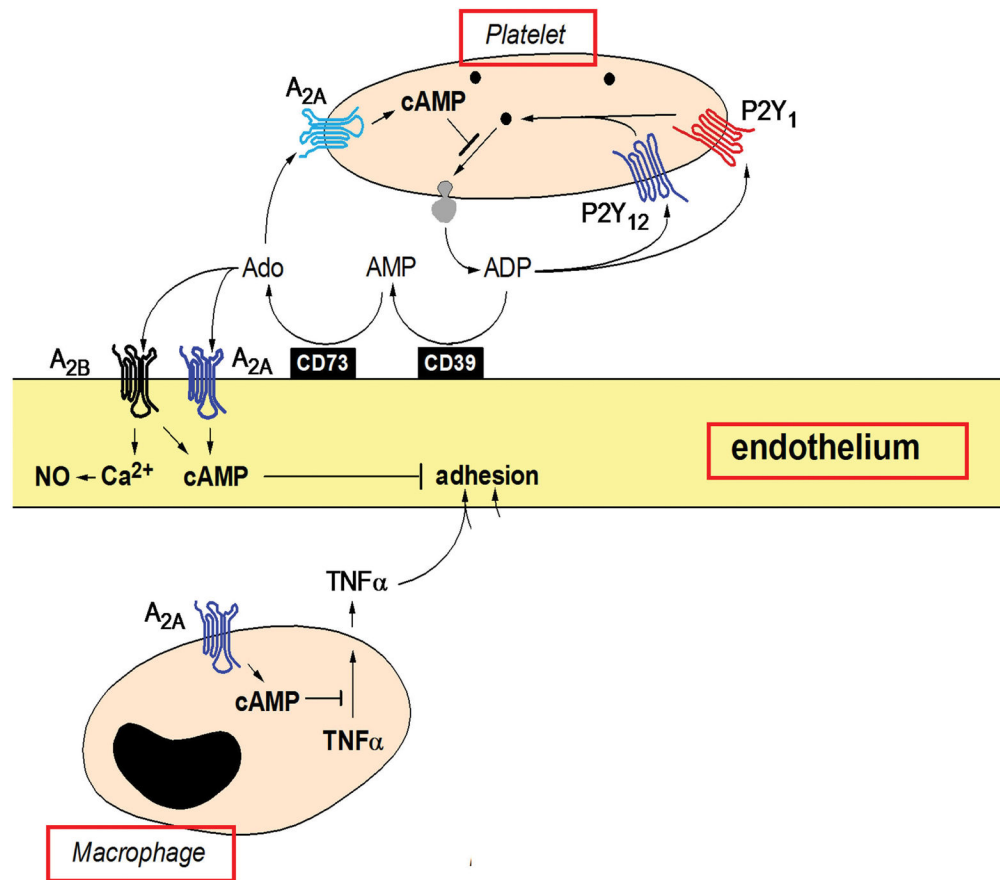 Platelet
A2A
cAMP
P2Y1
P2Y12
Ado
AMP
ADP
CD73
CD39
A2B
A2A
endothelium
NO
Ca2+
cAMP
adhesion
TNFα
A2A
cAMP
TNFα
Macrophage